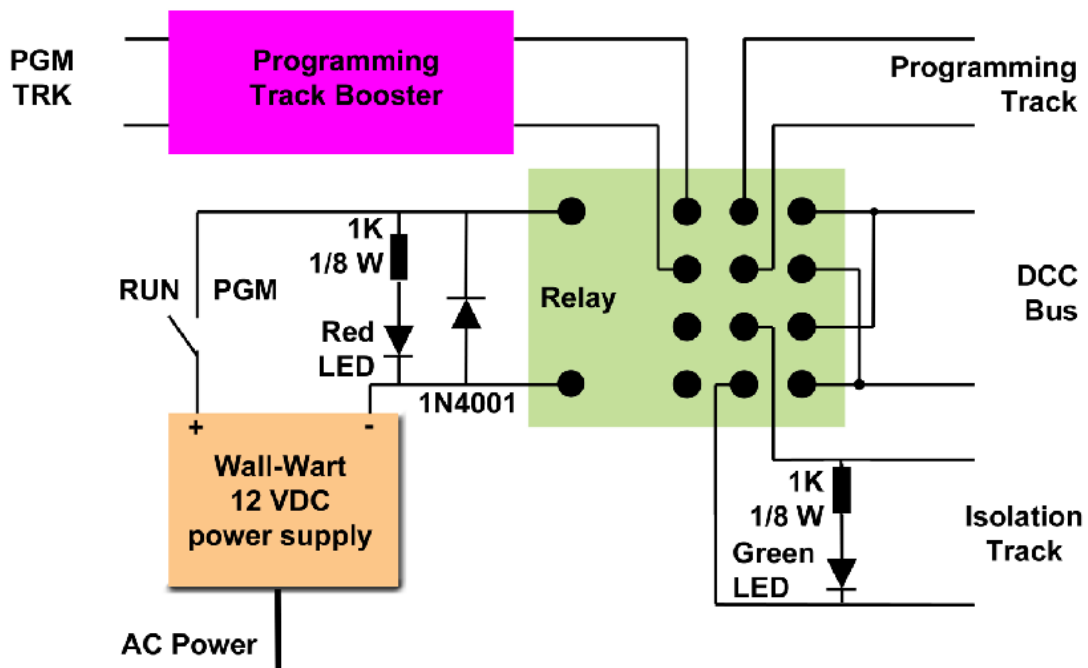 PGM
TRK
Programming
Track Booster
Programming
Track
1K
1/8 W
RUN
PGM
Red
LED
1N4001
Relay
DCC
Bus
+
-
Wall-Wart
12 VDC
power supply
1K
1/8 W
Green
LED
Isolation
Track
AC Power